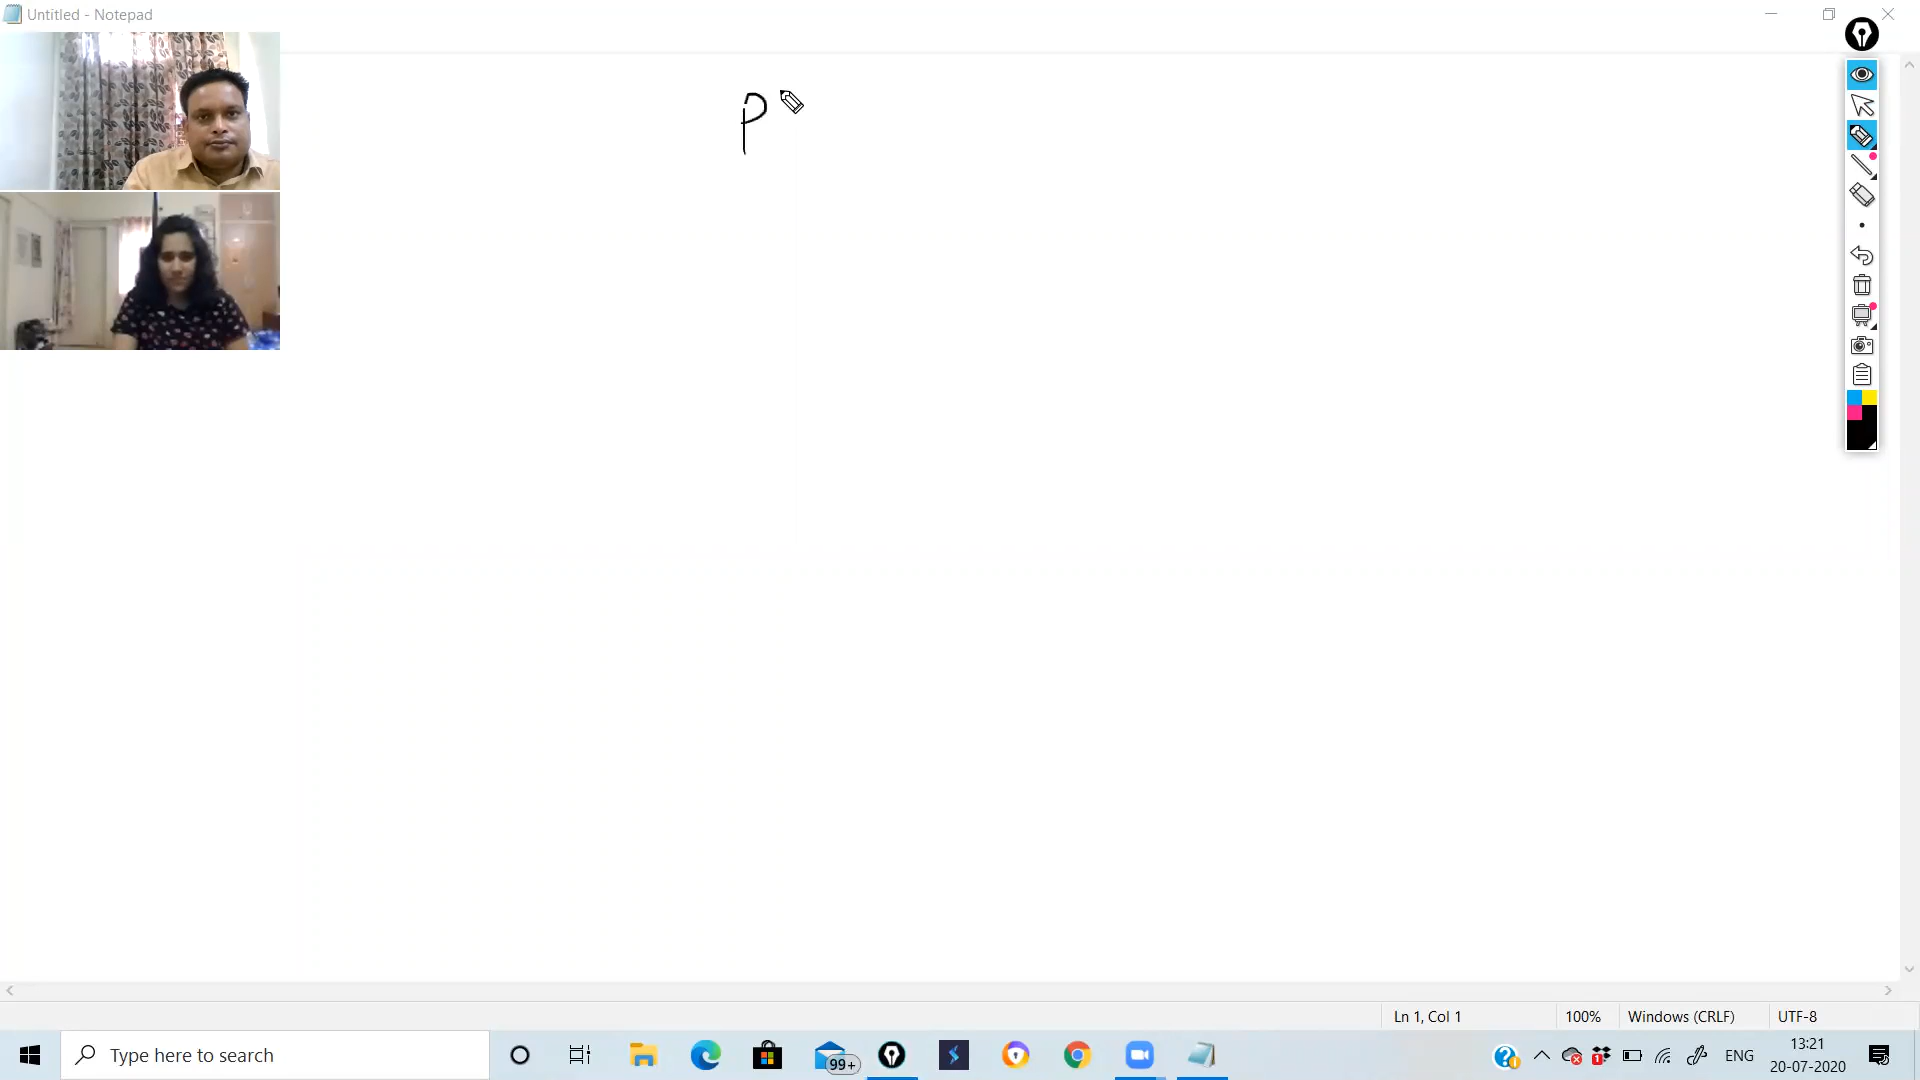 Untitled - Notepad
P
Ln 1, Col 1
100%
Windows (CRLF)
UTF-8
Type here to search
99+
1
ENG
13:21
20-07-2020